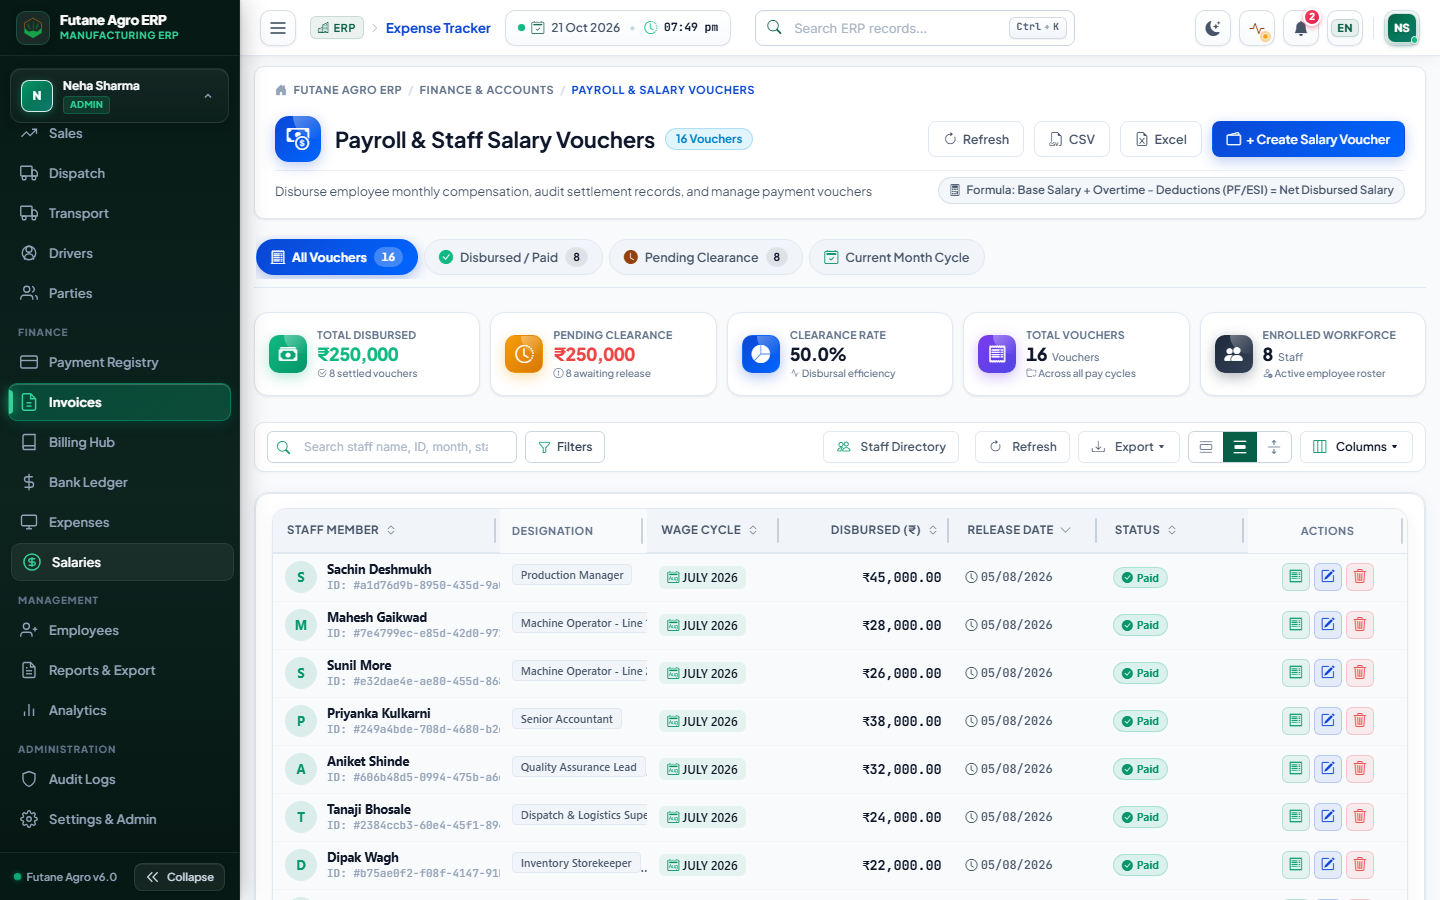 Futane Agro ERP
MANUFACTURING ERP
N
Neha Sharma
ADMIN
Sales
Dispatch
Transport
Drivers
Parties
FINANCE
Payment Registry
Invoices
Billing Hub
Bank Ledger
Expenses
Salaries
MANAGEMENT
Employees
Reports & Export
Analytics
ADMINISTRATION
Audit Logs
Settings & Admin
Futane Agro v6.0
Collapse
ERP
Expense Tracker
21 Oct 2026
07:49 pm
Search ERP records...
Ctrl + K
2
EN
NS
FUTANE AGRO ERP / FINANCE & ACCOUNTS / PAYROLL & SALARY VOUCHERS
Payroll & Staff Salary Vouchers
16 Vouchers
Refresh
CSV
Excel
+ Create Salary Voucher
Disburse employee monthly compensation, audit settlement records, and manage payment vouchers
Formula: Base Salary + Overtime - Deductions (PF/ESI) = Net Disbursed Salary
All Vouchers 16
Disbursed / Paid 8
Pending Clearance 8
Current Month Cycle
TOTAL DISBURSED
₹250,000
8 settled vouchers
PENDING CLEARANCE
₹250,000
8 awaiting release
CLEARANCE RATE
50.0%
Disbursal efficiency
TOTAL VOUCHERS
16 Vouchers
Across all pay cycles
ENROLLED WORKFORCE
8 Staff
Active employee roster
Search staff name, ID, month, sta
Filters
Staff Directory
Refresh
Export
Columns
STAFF MEMBER
DESIGNATION
WAGE CYCLE
DISBURSED (₹)
RELEASE DATE
STATUS
ACTIONS
S
Sachin Deshmukh
ID: #a1d76d9b-8950-435d-9a
Production Manager
JULY 2026
₹45,000.00
05/08/2026
Paid
M
Mahesh Gaikwad
ID: #7e4799ec-e85d-42d0-97
Machine Operator - Line
JULY 2026
₹28,000.00
05/08/2026
Paid
S
Sunil More
ID: #e32dae4e-ae80-455d-86
Machine Operator - Line
JULY 2026
₹26,000.00
05/08/2026
Paid
P
Priyanka Kulkarni
ID: #249a4bde-708d-4680-b2
Senior Accountant
JULY 2026
₹38,000.00
05/08/2026
Paid
A
Aniket Shinde
ID: #606b48d5-0994-475b-a6
Quality Assurance Lead
JULY 2026
₹32,000.00
05/08/2026
Paid
T
Tanaji Bhosale
ID: #2384ccb3-60e4-45f1-89
Dispatch & Logistics Supe
JULY 2026
₹24,000.00
05/08/2026
Paid
D
Dipak Wagh
ID: #b75ae0f2-f08f-4147-91
Inventory Storekeeper ..
JULY 2026
₹22,000.00
05/08/2026
Paid